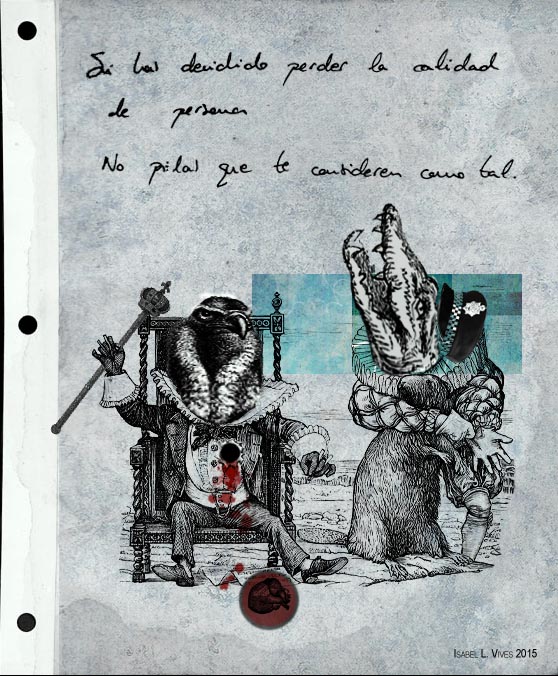 Si has decidido perder la calidad
de persona
No pidas que te consideren como tal.
Isabel L. Vives 2015